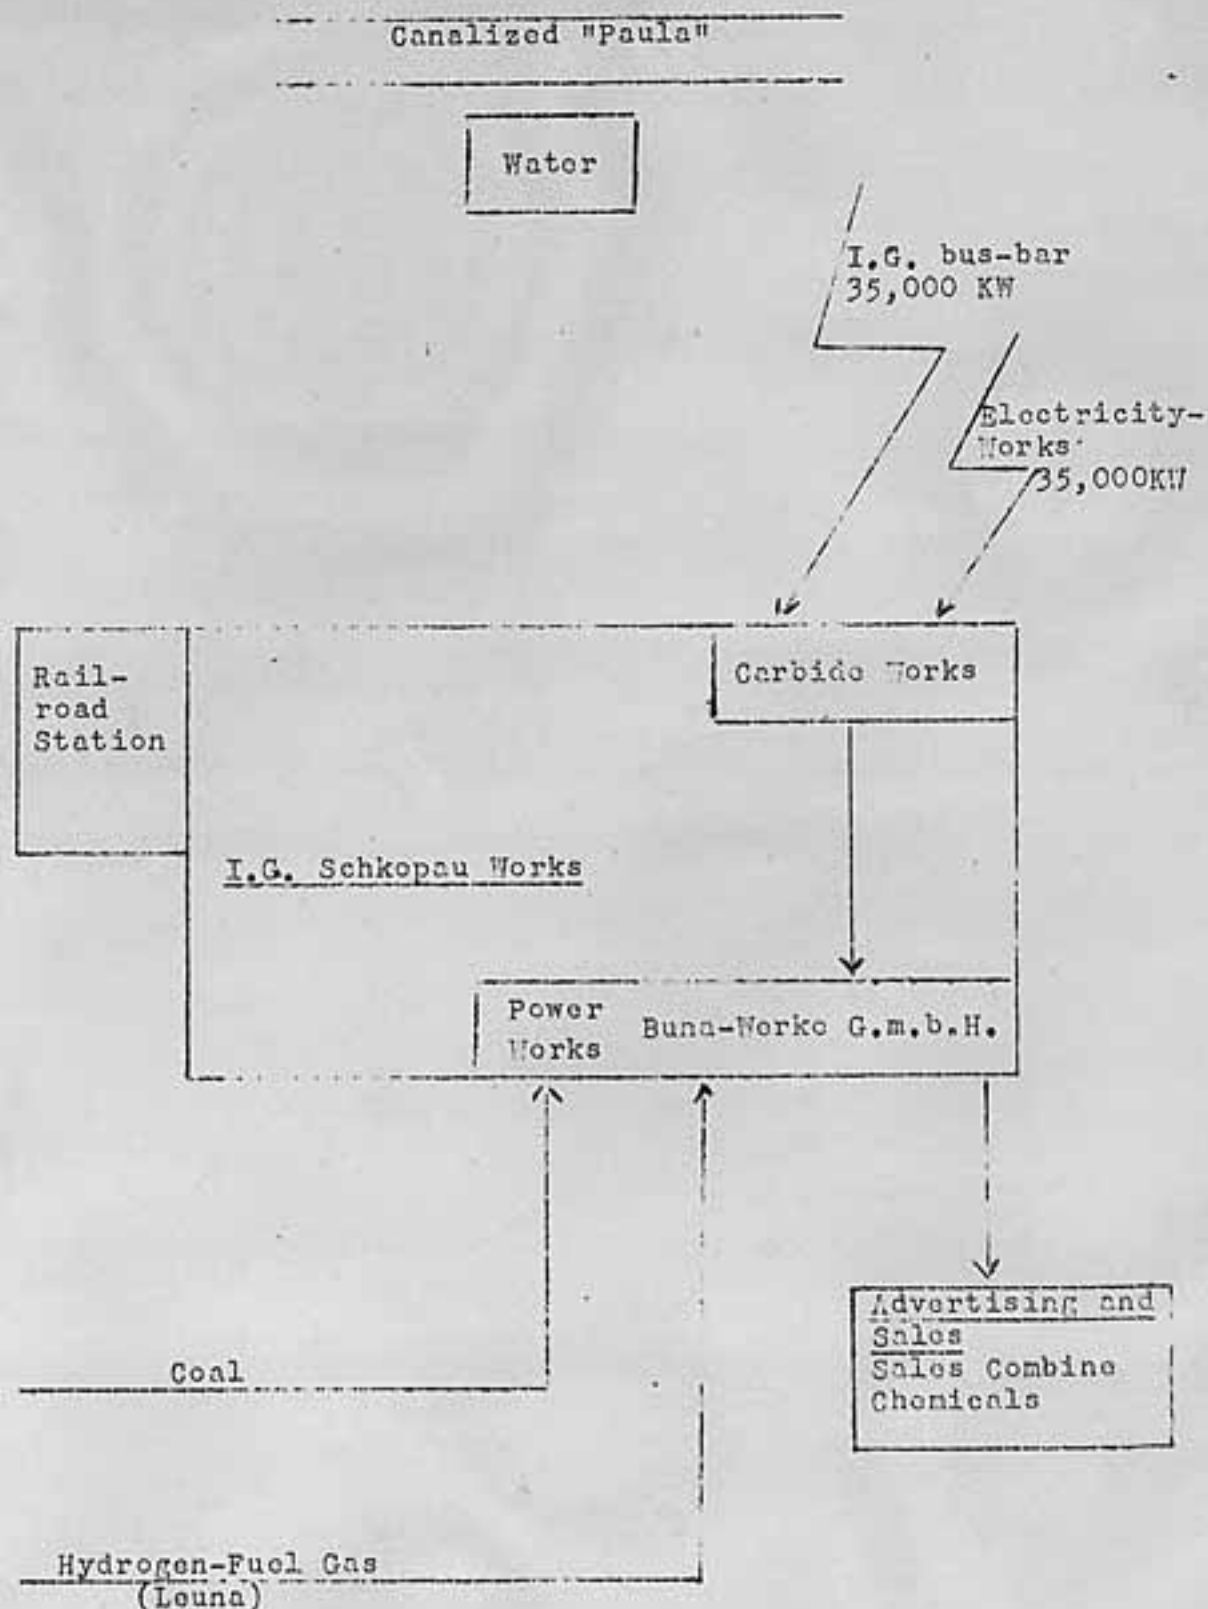 Canalized "Paula"
Water
I.G. bus-bar
35,000 KW
Electricity-
Works
35,000KW
Rail-
road
Station
Carbide Works
I.G. Schkopau Works
Power
Works
Buna-Werke G.m.b.H.
Coal
Advertising and
Sales
Sales Combine
Chemicals
Hydrogen-Fuel Gas
(Leuna)